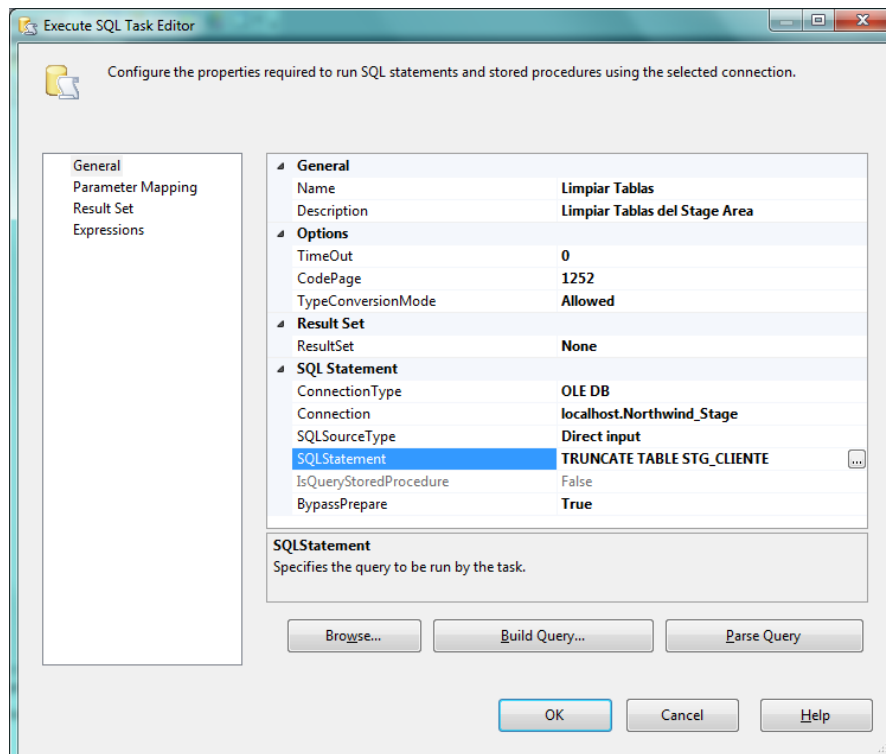 Execute SQL Task Editor
Configure the properties required to run SQL statements and stored procedures using the selected connection.
General
Parameter Mapping
Result Set
Expressions
General
Name Limpiar Tablas
Description Limpiar Tablas del Stage Area
Options
TimeOut 0
CodePage 1252
TypeConversionMode Allowed
Result Set
ResultSet None
SQL Statement
ConnectionType OLE DB
Connection localhost.Northwind_Stage
SQLSourceType Direct input
SQLStatement TRUNCATE TABLE STG_CLIENTE ...
IsQueryStoredProcedure False
BypassPrepare True
SQLStatement
Specifies the query to be run by the task.
Browse... Build Query... Parse Query
OK Cancel Help